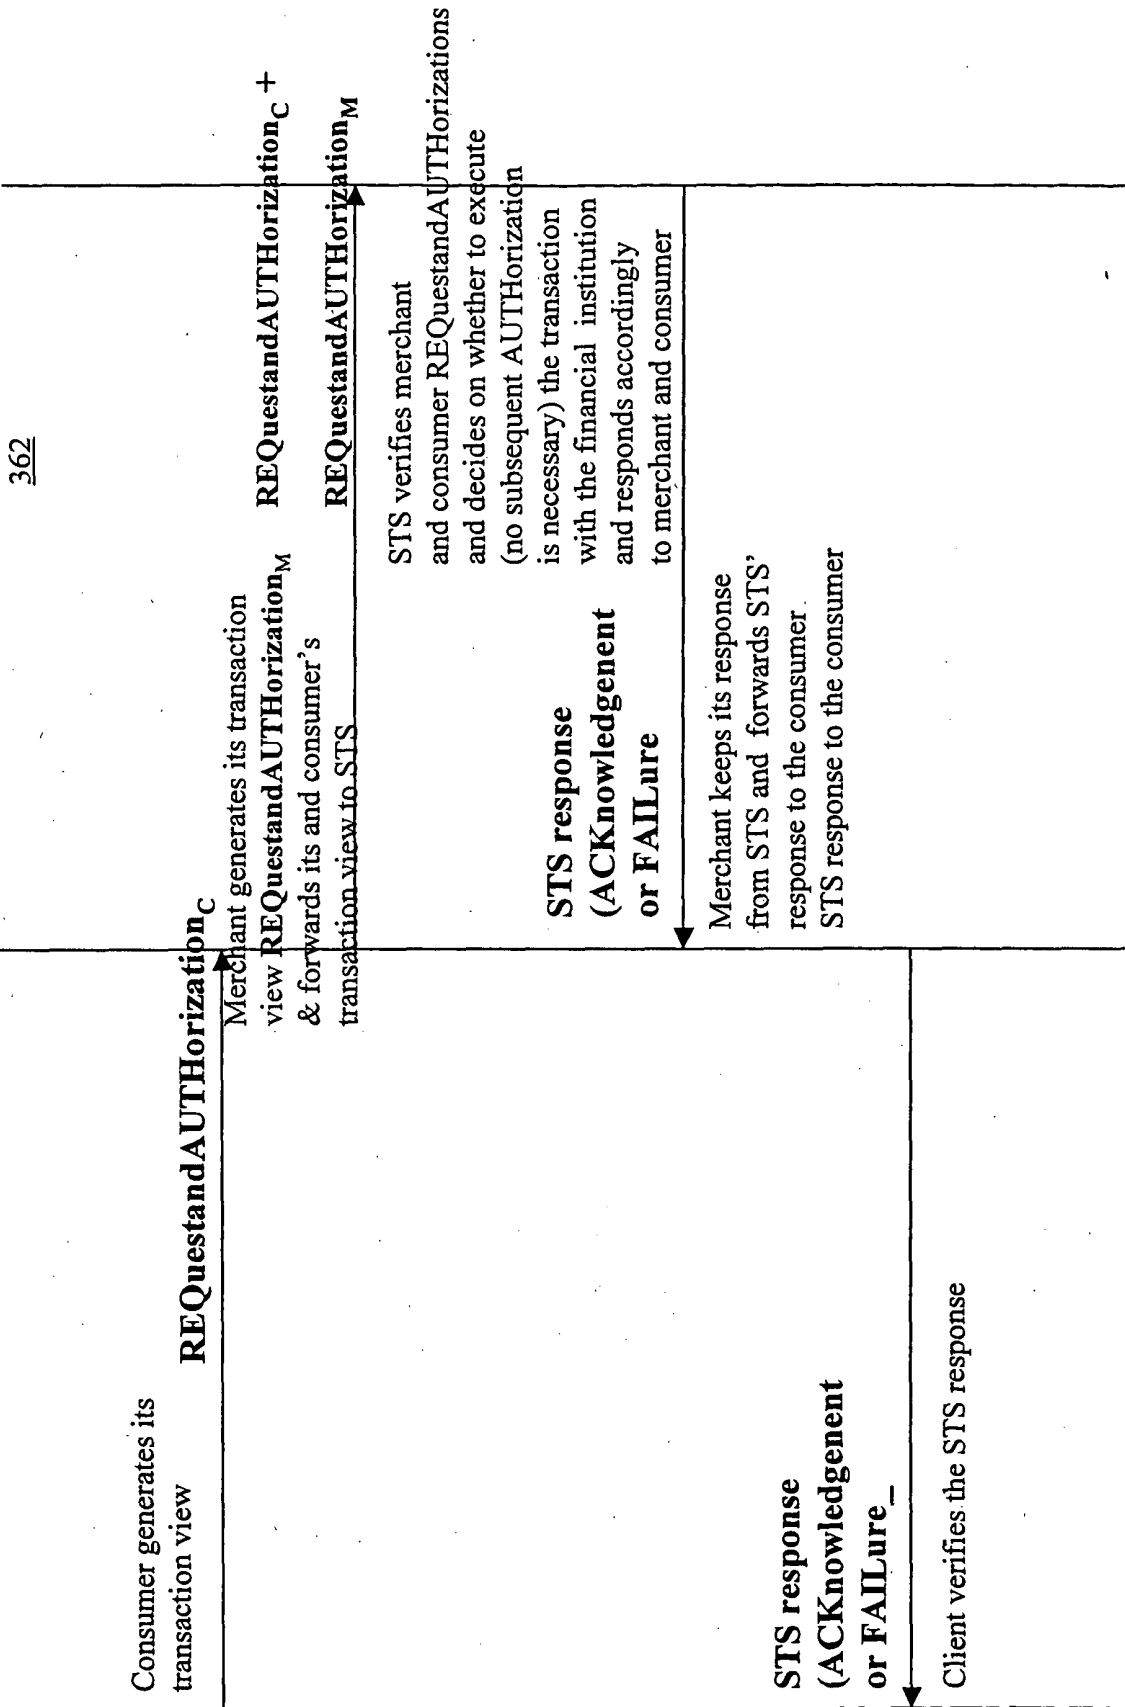 362
Consumer generates its
transaction view
REQuestandAUTHorizationC
Merchant generates its transaction
view REQuestandAUTHorizationM
& forwards its and consumer's
transaction view to STS
REQuestandAUTHorizationC +
REQuestandAUTHorizationM
STS verifies merchant
and consumer REQuestandAUTHorizations
and decides on whether to execute
(no subsequent AUTHorization
is necessary) the transaction
with the financial institution
and responds accordingly
to merchant and consumer
STS response
(ACKnowledgenent
or FAILure
Merchant keeps its response
from STS and forwards STS'
response to the consumer
STS response to the consumer
STS response
(ACKnowledgenent
or FAILure_
Client verifies the STS response